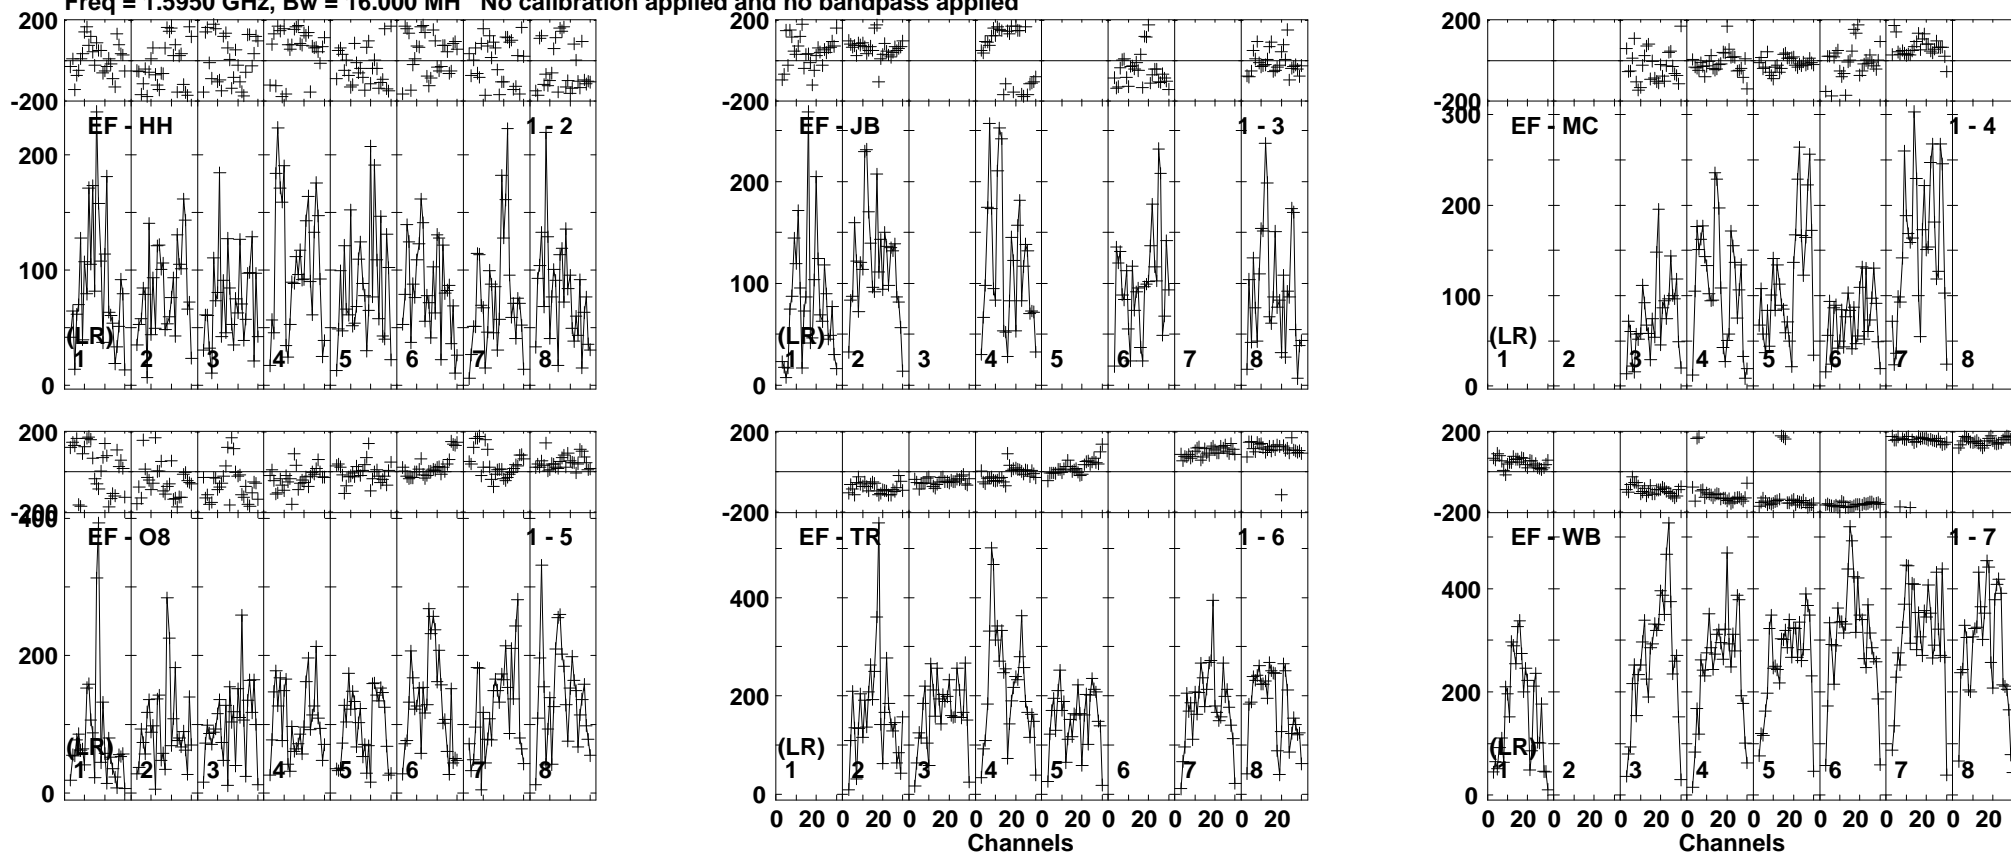 Freq = 1.5950 GHz, Bw = 16.000 MH No calibration applied and no bandpass applied
200
-200
EF - HH
1 - 2
200
100
0
(LR)
1 2 3 4 5 6 7 8
200
-200
EF - JB
1 - 3
200
100
0
(LR)
1 2 3 4 5 6 7 8
200
-200
EF - MC
1 - 4
300
200
100
0
(LR)
1 2 3 4 5 6 7 8
200
-200
EF - O8
1 - 5
400
200
0
(LR)
1 2 3 4 5 6 7 8
200
-200
EF - TR
1 - 6
400
200
0
(LR)
1 2 3 4 5 6 7 8
0 20 0 20 0 20 0 20 0 20 0 20 0 20 0 20
Channels
200
-200
EF - WB
1 - 7
400
200
0
(LR)
1 2 3 4 5 6 7 8
0 20 0 20 0 20 0 20 0 20 0 20 0 20 0 20
Channels